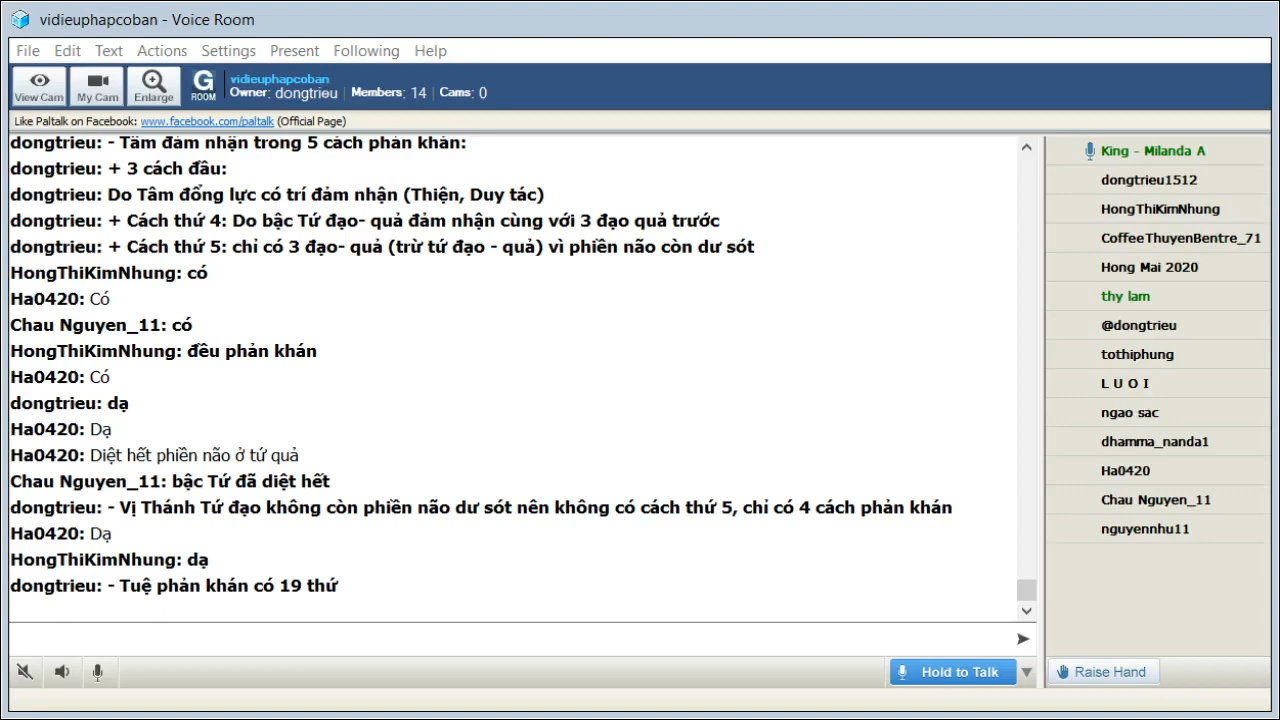 vidieuphapcoban - Voice Room
File Edit Text Actions Settings Present Following Help
View Cam My Cam Enlarge G ROOM vidieuphapcoban
Owner: dongtrieu | Members: 14 | Cams: 0
Like Paltalk on Facebook: www.facebook.com/paltalk (Official Page)
dongtrieu: - Tâm đảm nhận trong 5 cách phản khán:
dongtrieu: + 3 cách đầu:
dongtrieu: Do Tâm đổng lực có trí đảm nhận (Thiện, Duy tác)
dongtrieu: + Cách thứ 4: Do bậc Tứ đạo- quả đảm nhận cùng với 3 đạo quả trước
dongtrieu: + Cách thứ 5: chỉ có 3 đạo- quả (trừ tứ đạo - quả) vì phiền não còn dư sót
HongThiKimNhung: có
Ha0420: Có
Chau Nguyen_11: có
HongThiKimNhung: đều phản khán
Ha0420: Có
dongtrieu: dạ
Ha0420: Dạ
Ha0420: Diệt hết phiền não ở tứ quả
Chau Nguyen_11: bậc Tứ đã diệt hết
dongtrieu: - Vị Thánh Tứ đạo không còn phiền não dư sót nên không có cách thứ 5, chỉ có 4 cách phản khán
Ha0420: Dạ
HongThiKimNhung: dạ
dongtrieu: - Tuệ phản khán có 19 thứ
King - Milanda A
dongtrieu1512
HongThiKimNhung
CoffeeThuyenBentre_71
Hong Mai 2020
thy lam
@dongtrieu
tothiphung
L U O I
ngao sac
dhamma_nanda1
Ha0420
Chau Nguyen_11
nguyennhu11
Hold to Talk
Raise Hand